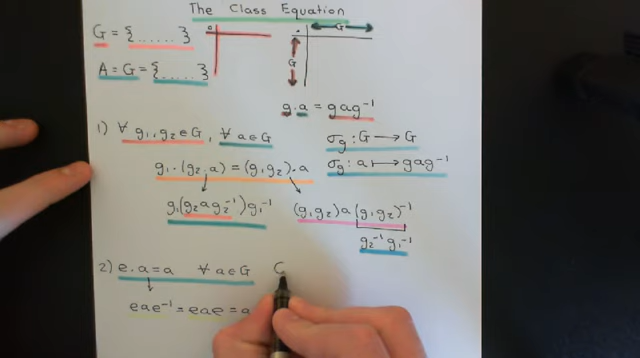 The Class Equation
G = {......}
A = G = {......}
G
G
g.a = gag⁻¹
1) ∀ g₁,g₂∈G, ∀ a∈G
σg : G → G
σg : a ↦ gag⁻¹
g₁.(g₂.a) = (g₁g₂).a
g₁(g₂ag₂⁻¹)g₁⁻¹
(g₁g₂)a(g₁g₂)⁻¹
g₂⁻¹g₁⁻¹
2) e.a = a ∀ a∈G
eae⁻¹ = eae = a